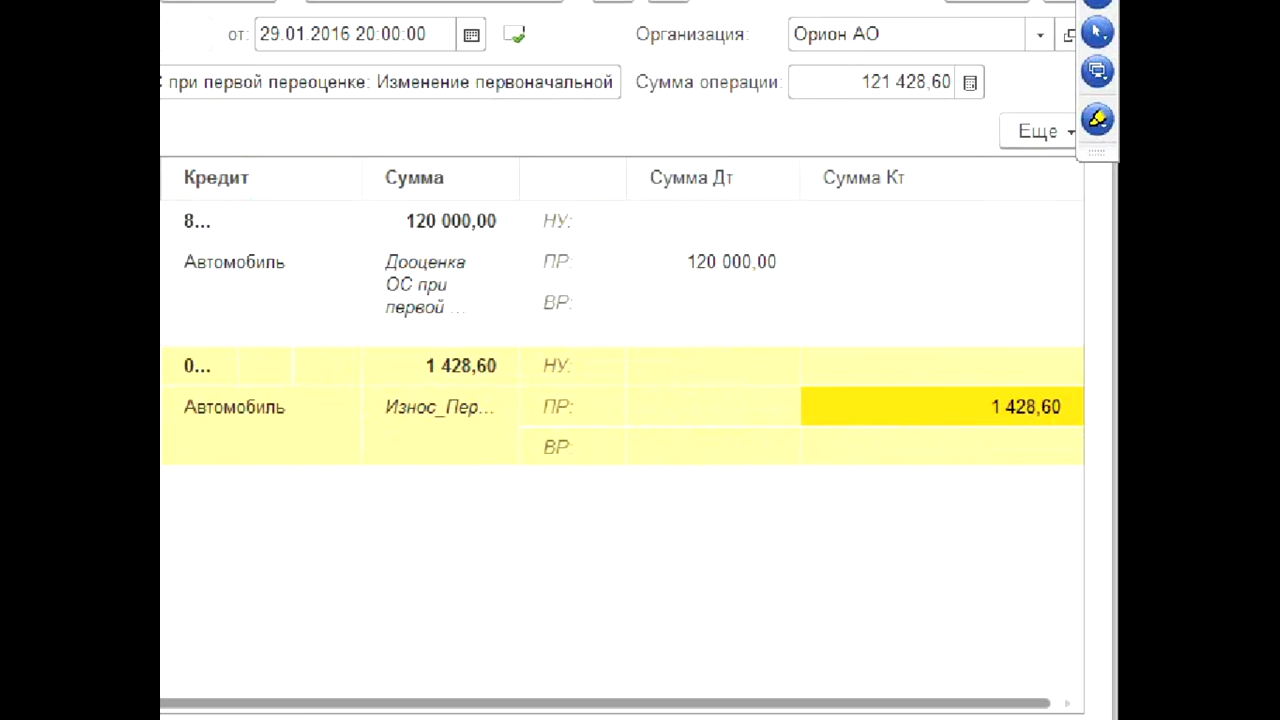 от: 29.01.2016 20:00:00 Организация: Орион АО
при первой переоценке: Изменение первоначальной Сумма операции: 121 428,60
Еще
Кредит Сумма Сумма Дт Сумма Кт
8... 120 000,00 НУ:
Автомобиль Дооценка ПР: 120 000,00
ОС при
первой ... ВР:
0... 1 428,60 НУ:
Автомобиль Износ_Пер... ПР: 1 428,60
ВР: